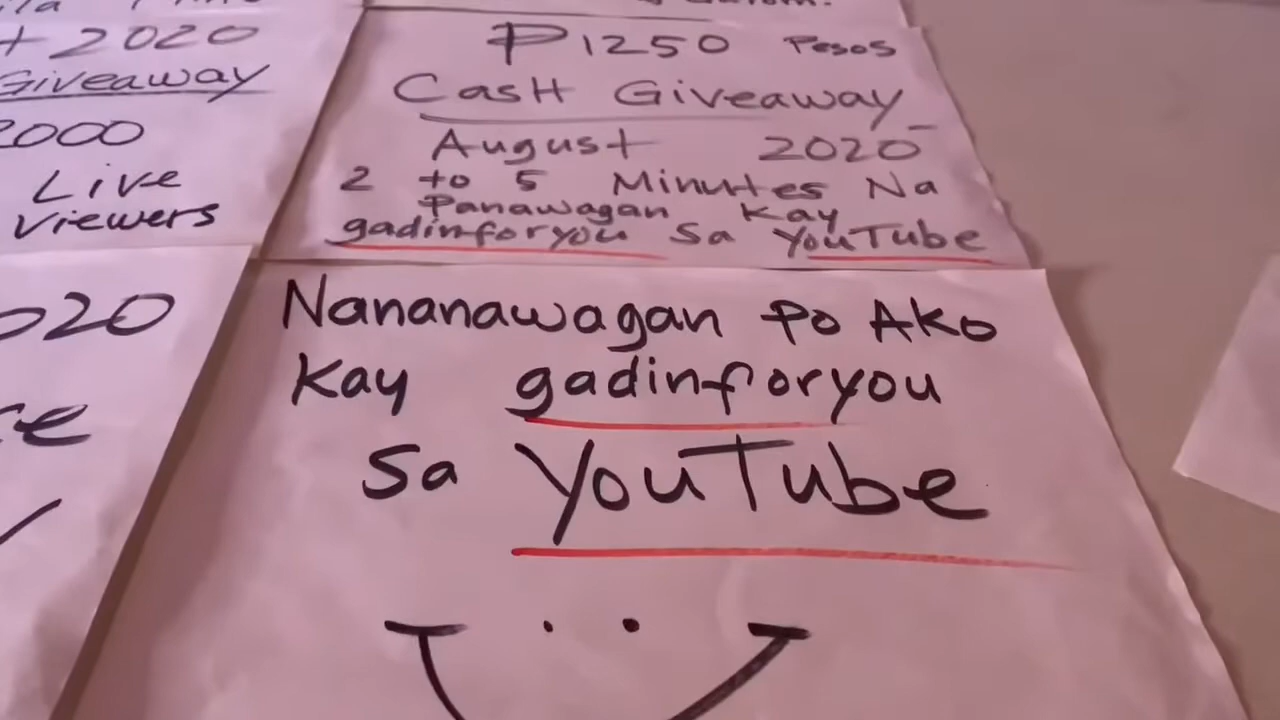 + 2020
Giveaway
2000
Live
Viewers
₱1250 Pesos
Cash Giveaway
August 2020
2 to 5 Minutes Na
Panawagan Kay
gadinforyou Sa YouTube
020
Nananawagan Po Ako
Kay gadinforyou
Sa YouTube